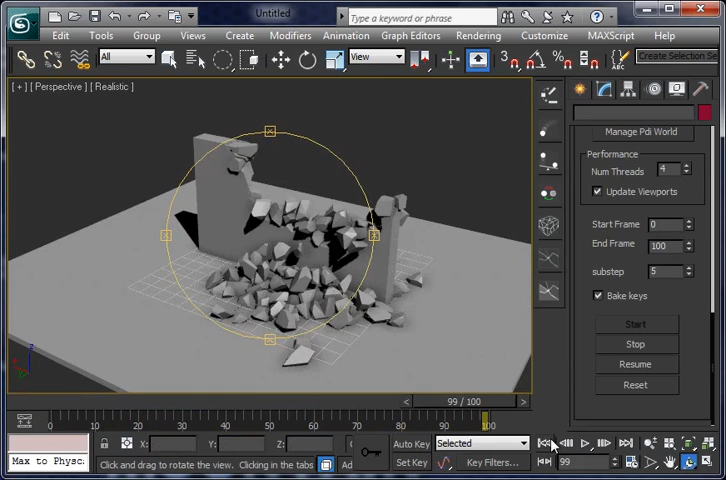 Untitled
Type a keyword or phrase
Edit Tools Group Views Create Modifiers Animation Graph Editors Rendering Customize MAXScript Help
All View Create Selection Se
[ + ] [ Perspective ] [ Realistic ]
Manage Pdi World
Performance
Num Threads 4
Update Viewports
Start Frame 0
End Frame 100
substep 5
Bake keys
Start
Stop
Resume
Reset
z
< 99 / 100 >
0 10 20 30 40 50 60 70 80 90 100
X: Y: Z: Auto Key Selected
Max to Physc Click and drag to rotate the view. Clicking in the tabs Ad Set Key Key Filters... 99